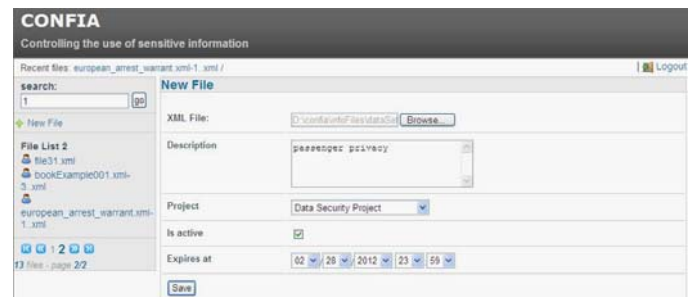 CONFIA
Controlling the use of sensitive information
Recent files: european_arrest_warrant.xml-1..xml /
| Logout
search:
1
go
New File
File List 2
file31.xml
bookExample001.xml-
3..xml
european_arrest_warrant.xml-
1..xml
1 2
13 files - page 2/2
New File
XML File:
D:\confia\infoFiles\dataSet
Browse...
Description
passenger privacy
Project
Data Security Project
Is active
Expires at
02 / 28 / 2012 23 : 59
Save